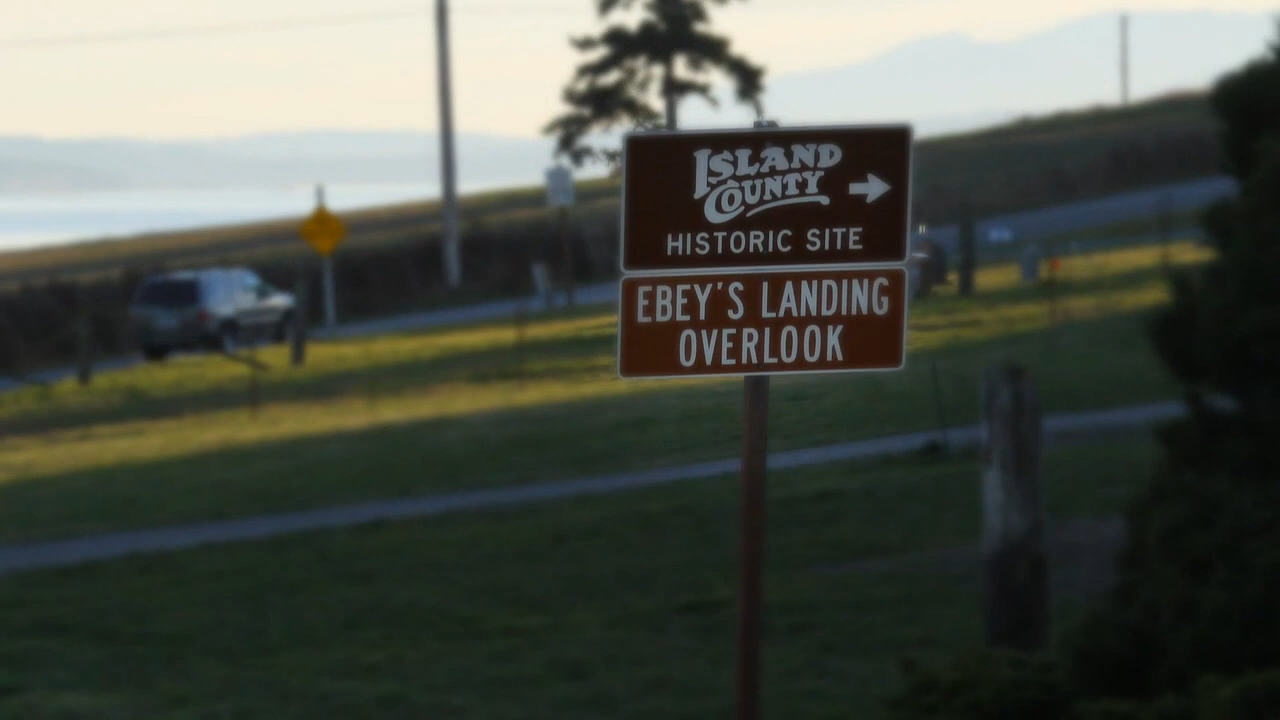 ISLAND
COUNTY
HISTORIC SITE
EBEY'S LANDING
OVERLOOK